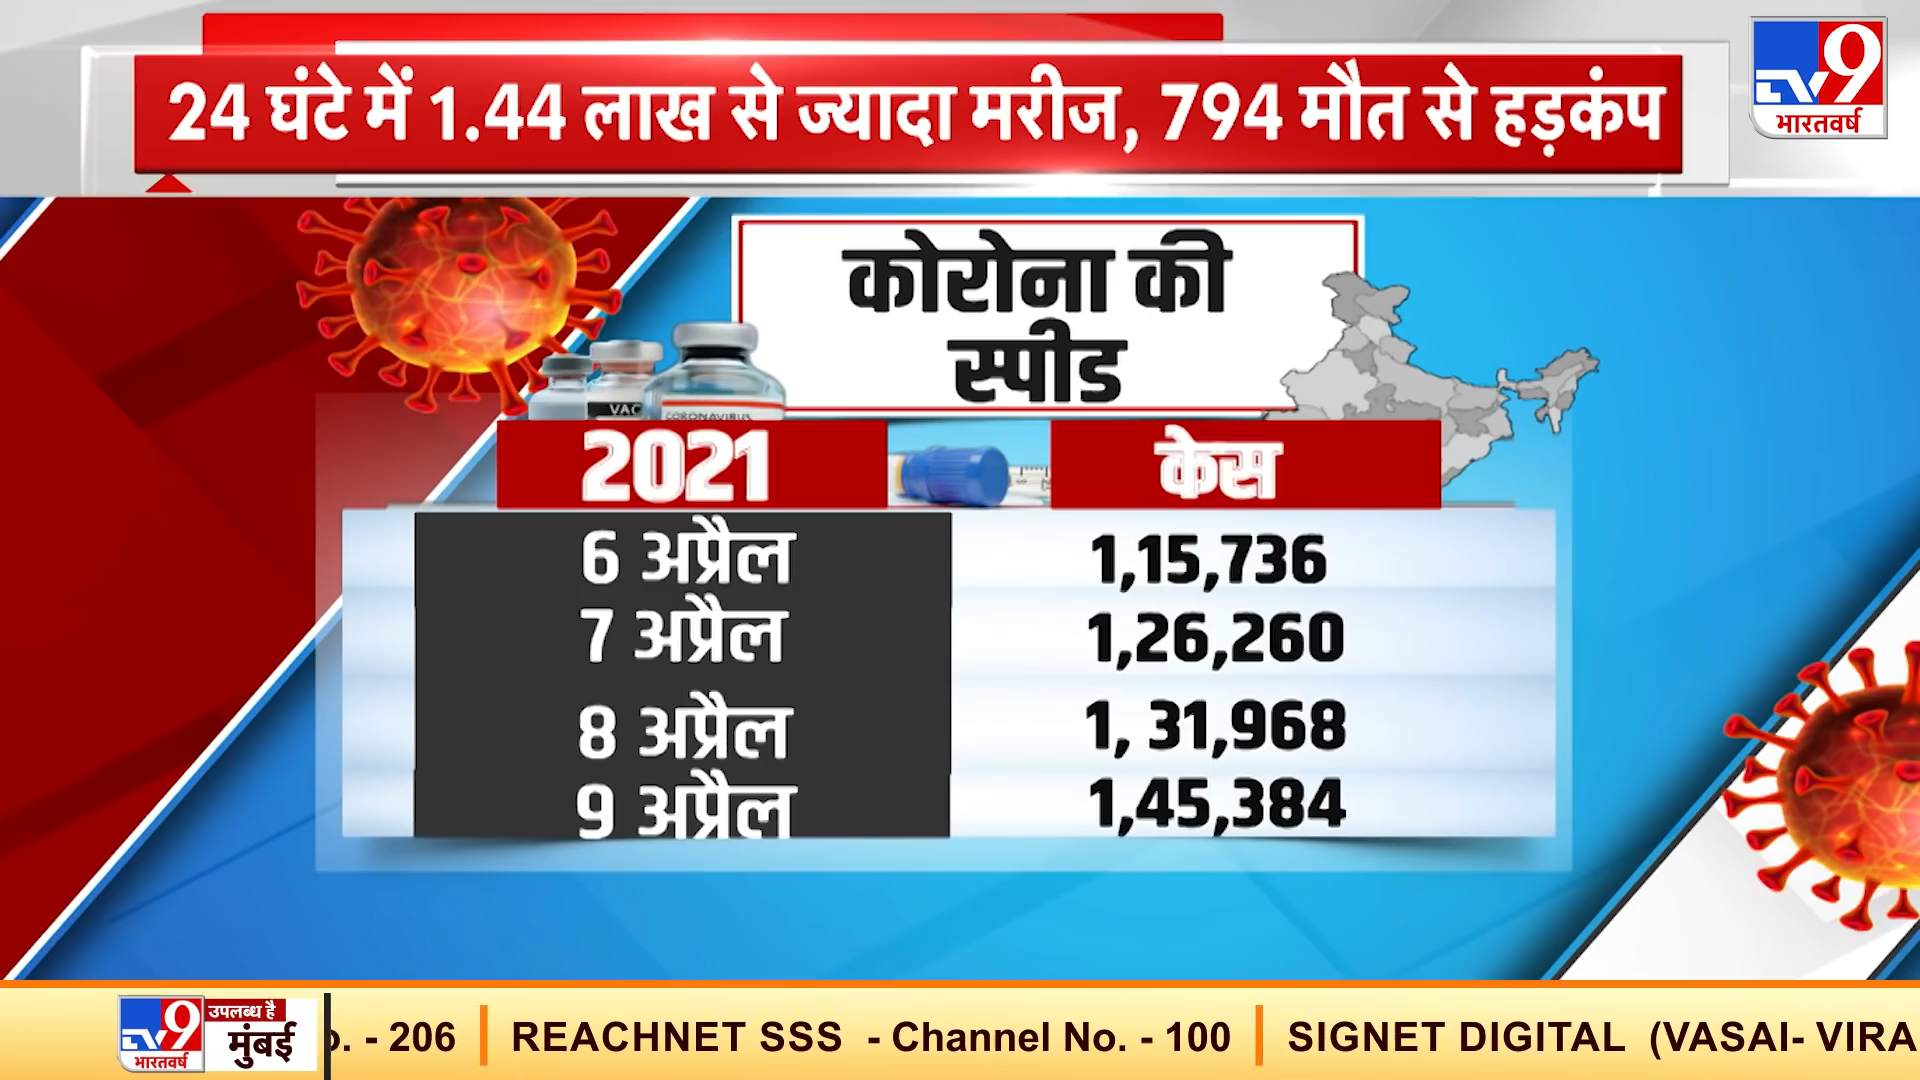 24 घंटे में 1.44 लाख से ज्यादा मरीज, 794 मौत से हड़कंप
TV9
भारतवर्ष
कोरोना की
स्पीड
VAC
CORONAVIRUS
2021 केस
6 अप्रैल 1,15,736
7 अप्रैल 1,26,260
8 अप्रैल 1, 31,968
9 अप्रैल 1,45,384
TV9
भारतवर्ष
उपलब्ध है
मुंबई
o. - 206 | REACHNET SSS - Channel No. - 100 | SIGNET DIGITAL (VASAI- VIRA